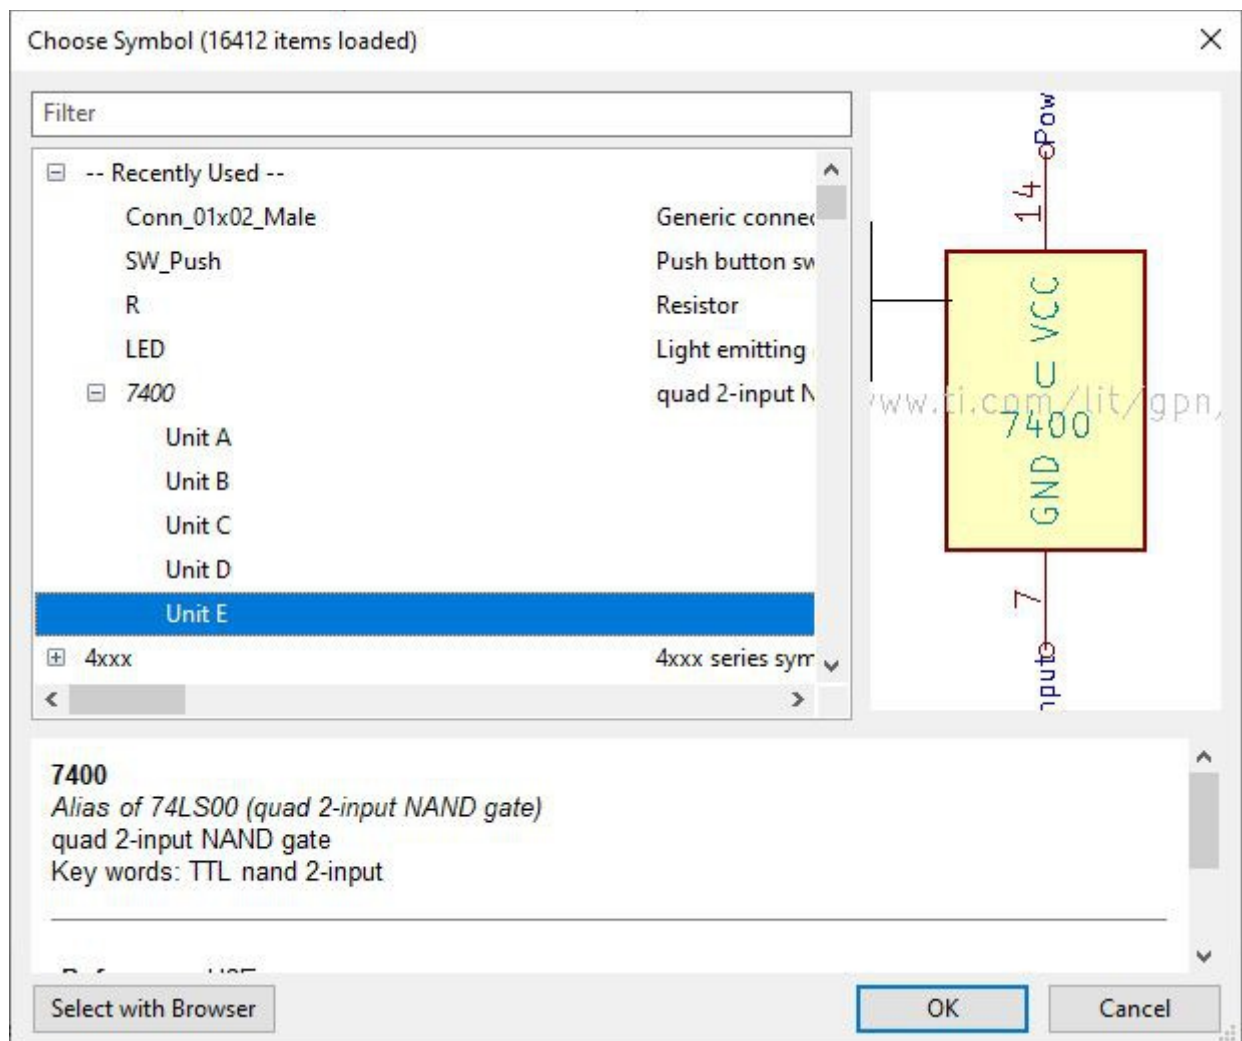 Choose Symbol (16412 items loaded)
Filter
-- Recently Used --
Conn_01x02_Male Generic connec
SW_Push Push button sw
R Resistor
LED Light emitting
7400 quad 2-input N
Unit A
Unit B
Unit C
Unit D
Unit E
4xxx 4xxx series sym
Pow
14
VCC
U
www.ti.com/lit/gpn/
7400
GND
7
nput
7400
Alias of 74LS00 (quad 2-input NAND gate)
quad 2-input NAND gate
Key words: TTL nand 2-input
Select with Browser
OK Cancel